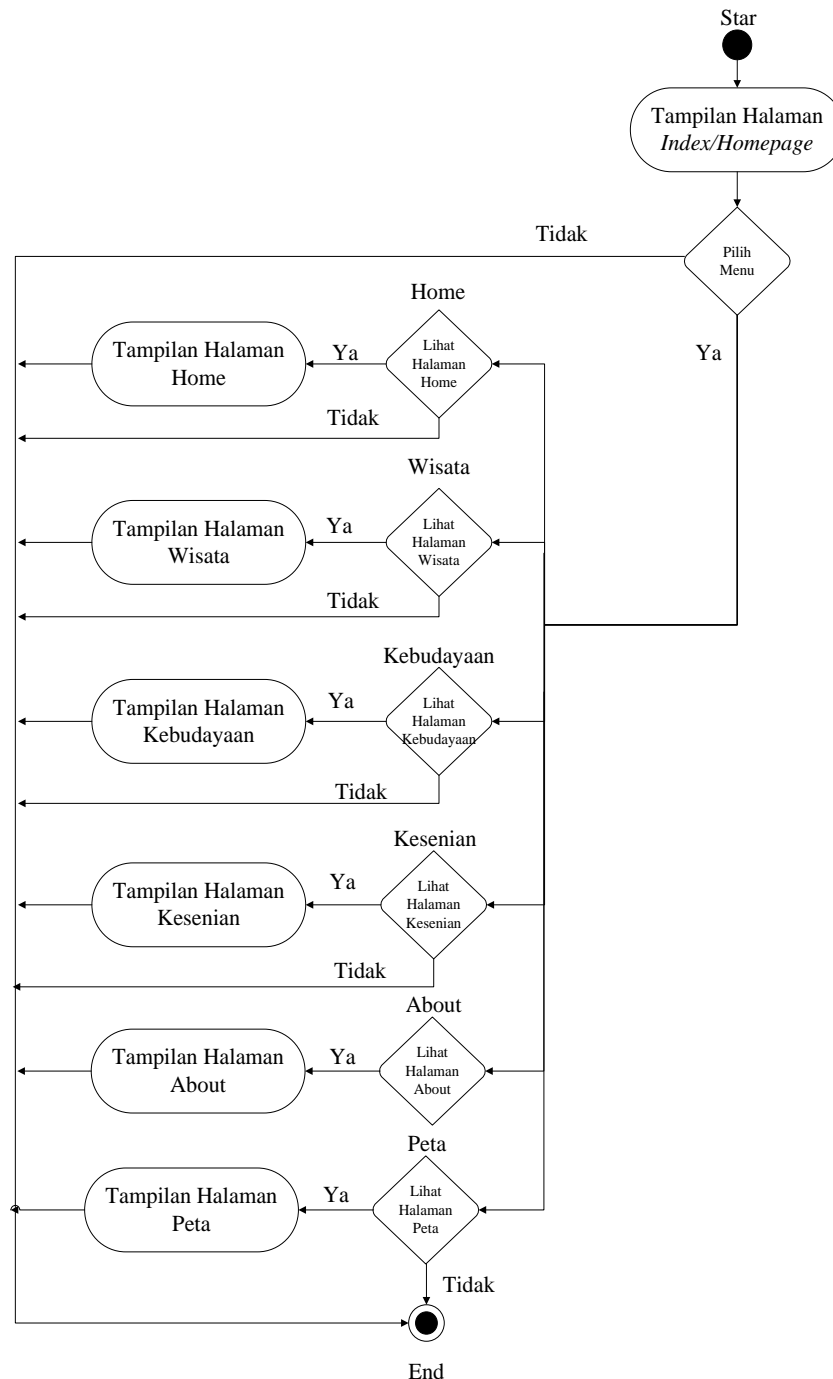 Star
Tampilan Halaman
Index/Homepage
Pilih
Menu
Tidak
Ya
Home
Lihat
Halaman
Home
Ya
Tampilan Halaman
Home
Tidak
Wisata
Lihat
Halaman
Wisata
Ya
Tampilan Halaman
Wisata
Tidak
Kebudayaan
Lihat
Halaman
Kebudayaan
Ya
Tampilan Halaman
Kebudayaan
Tidak
Kesenian
Lihat
Halaman
Kesenian
Ya
Tampilan Halaman
Kesenian
Tidak
About
Lihat
Halaman
About
Ya
Tampilan Halaman
About
Peta
Lihat
Halaman
Peta
Ya
Tampilan Halaman
Peta
Tidak
End